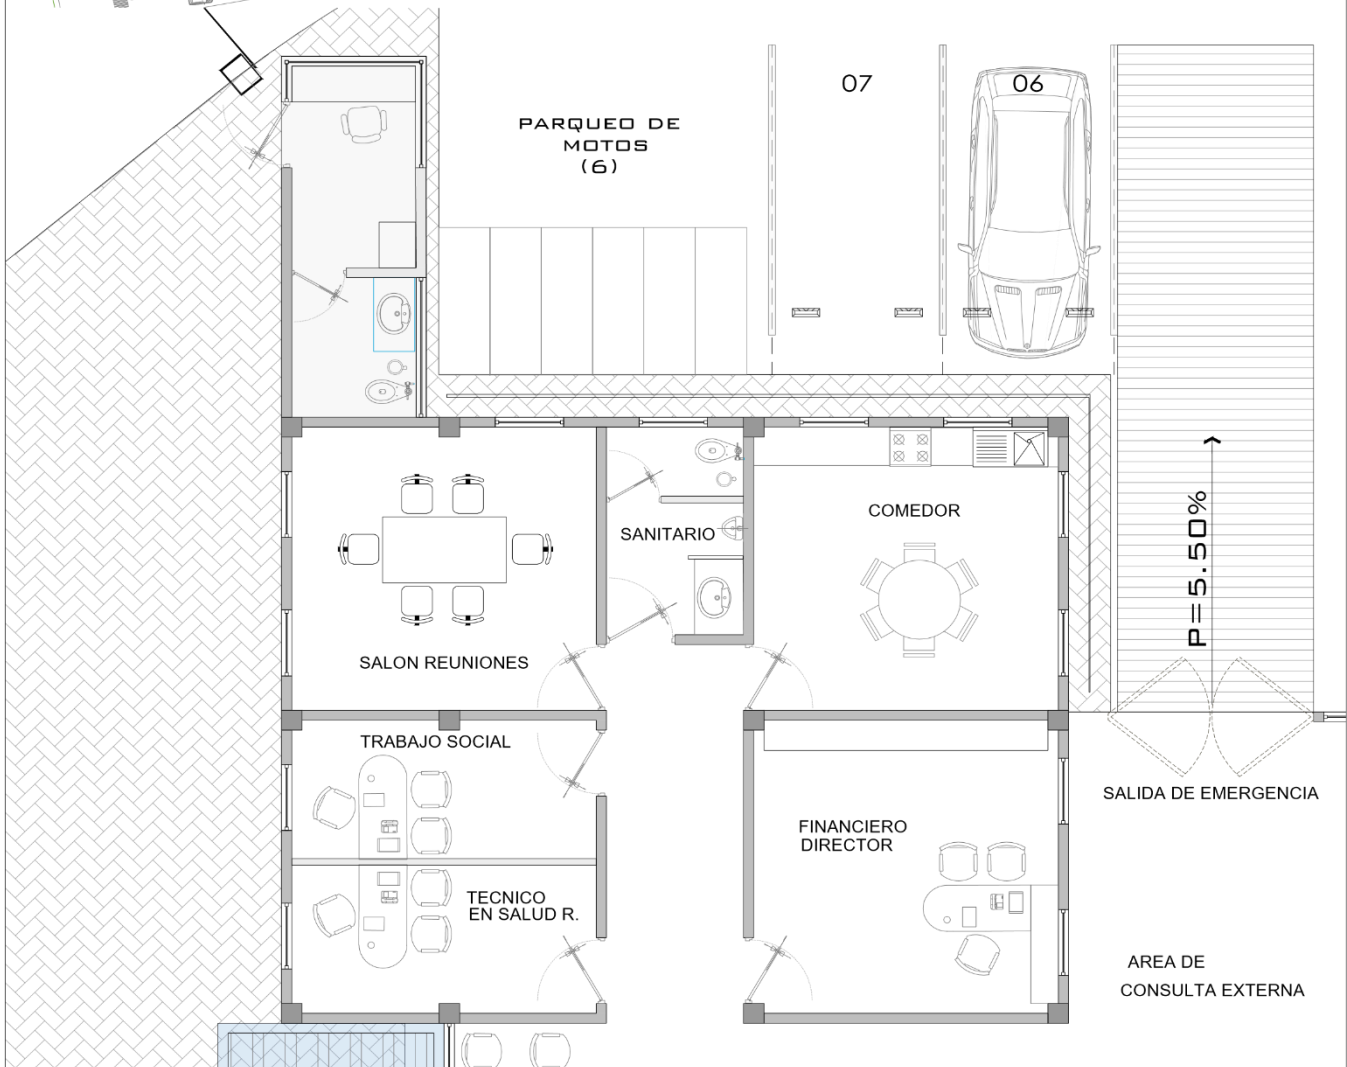 07
06
PARQUEO DE
MOTOS
(6)
P=5.50%
COMEDOR
SANITARIO
SALON REUNIONES
TRABAJO SOCIAL
SALIDA DE EMERGENCIA
FINANCIERO
DIRECTOR
TECNICO
EN SALUD R.
AREA DE
CONSULTA EXTERNA